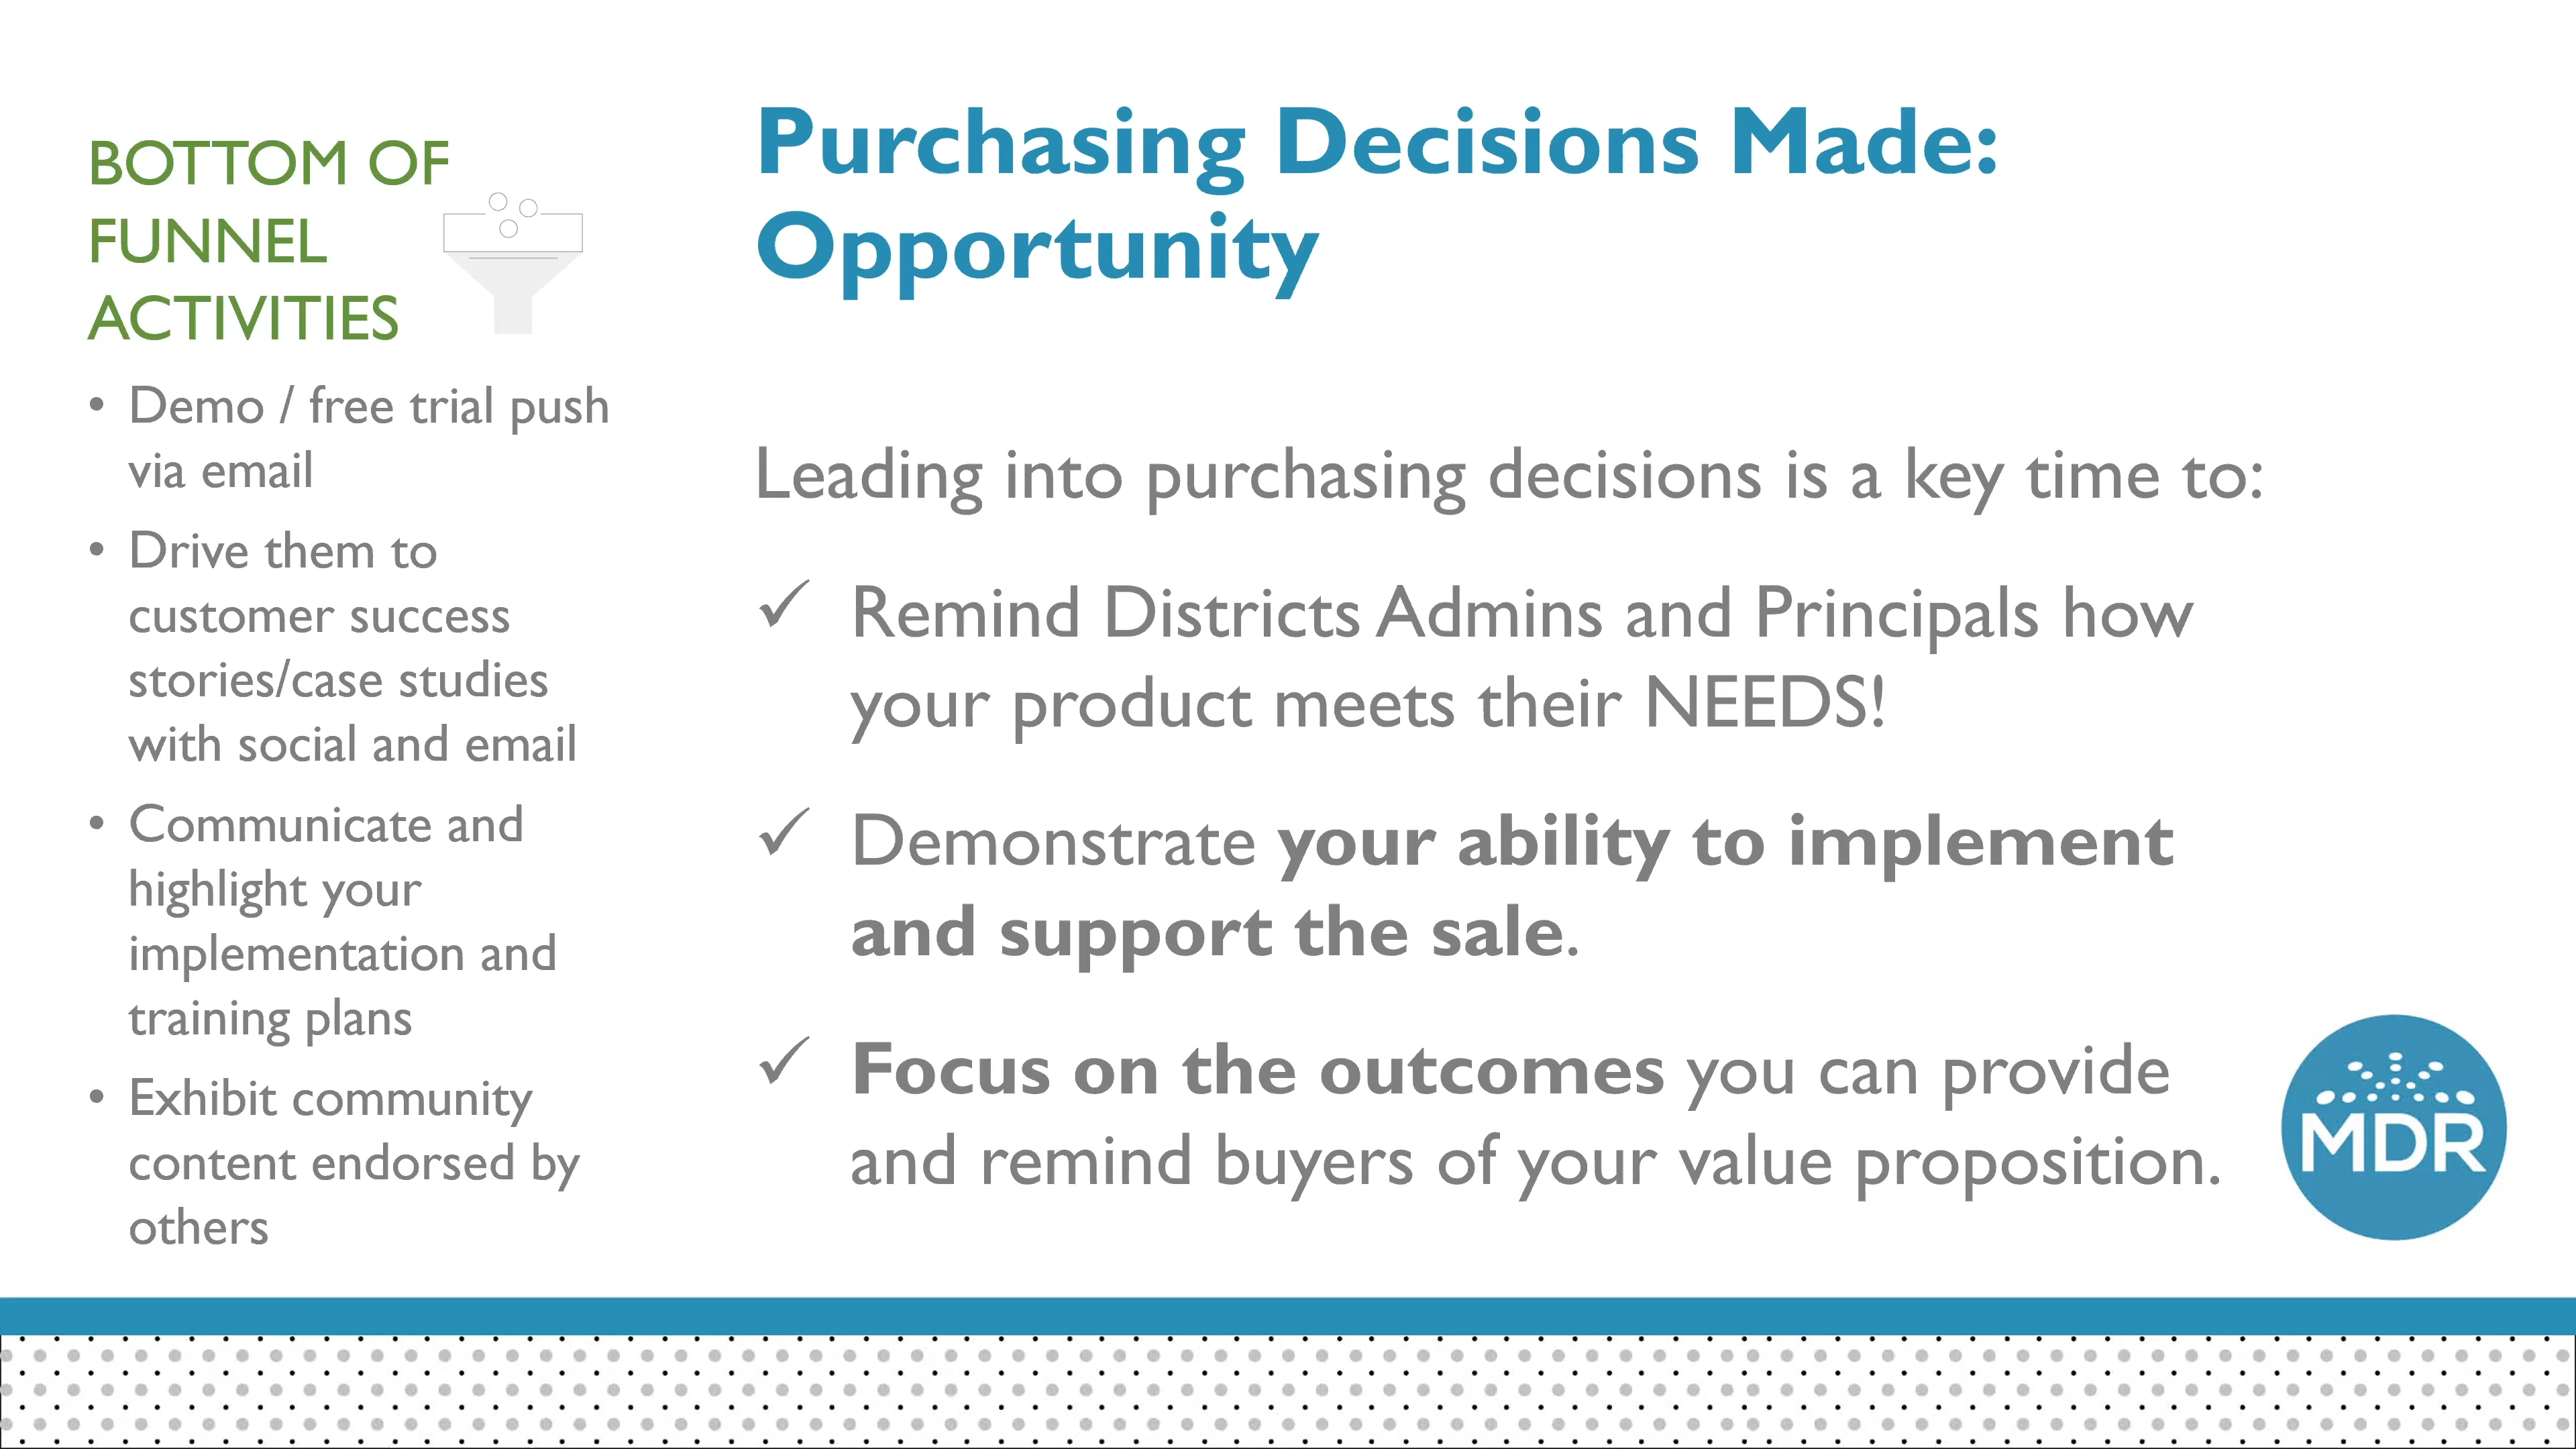 BOTTOM OF
FUNNEL
ACTIVITIES
• Demo / free trial push
via email
• Drive them to
customer success
stories/case studies
with social and email
• Communicate and
highlight your
implementation and
training plans
• Exhibit community
content endorsed by
others
Purchasing Decisions Made:
Opportunity
Leading into purchasing decisions is a key time to:
✓ Remind Districts Admins and Principals how
your product meets their NEEDS!
✓ Demonstrate your ability to implement
and support the sale.
✓ Focus on the outcomes you can provide
and remind buyers of your value proposition.
MDR